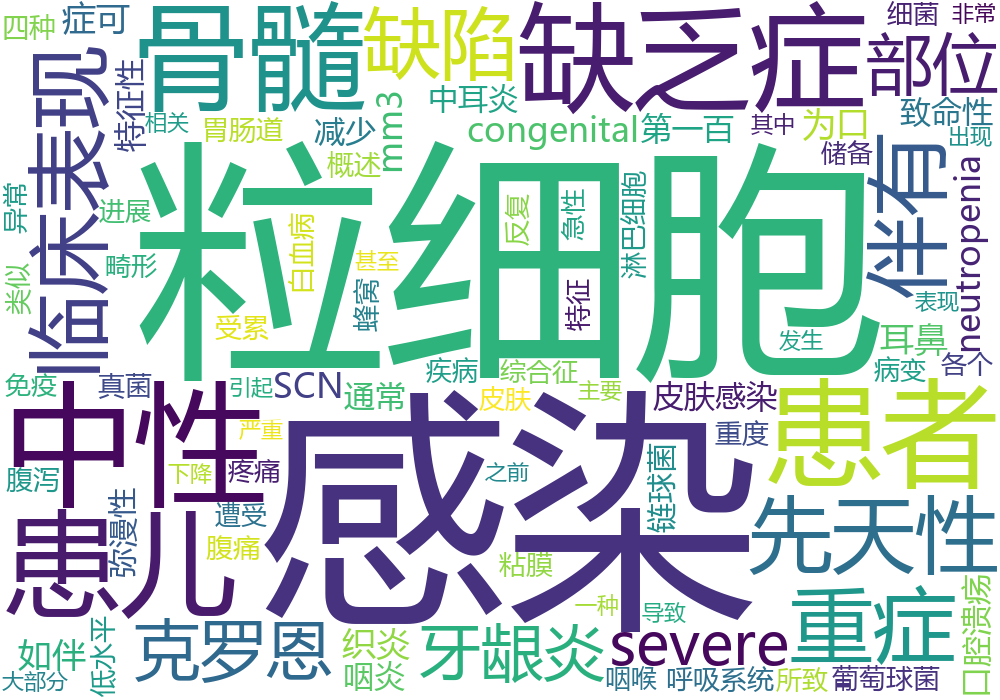 四种
症可
骨髓
缺陷
缺乏症
细菌
非常
部位
临床表现
特征性
相关
胃肠道
减少
mm3
中耳炎
congenital
第一百
其中
为口
致命性
出现
概述
储备
伴有
neutropenia
异常
进展
粒细胞
白血病
反复
急性
淋巴细胞
类似
畸形
甚至
蜂窝
特征
表现
受累
发生
耳鼻
免疫
真菌
引起
SCN
通常
疾病
综合征
主要
病变
各个
皮肤
皮肤感染
中性
严重
感染
重度
患者
腹泻
下降
疼痛
之前
链球菌
患儿
弥漫性
遭受
腹痛
粘膜
先天性
一种
导致
口腔溃疡
如伴
低水平
克罗恩
织炎
牙龈炎
severe
重症
大部分
咽炎
咽喉
呼吸系统
所致
葡萄球菌